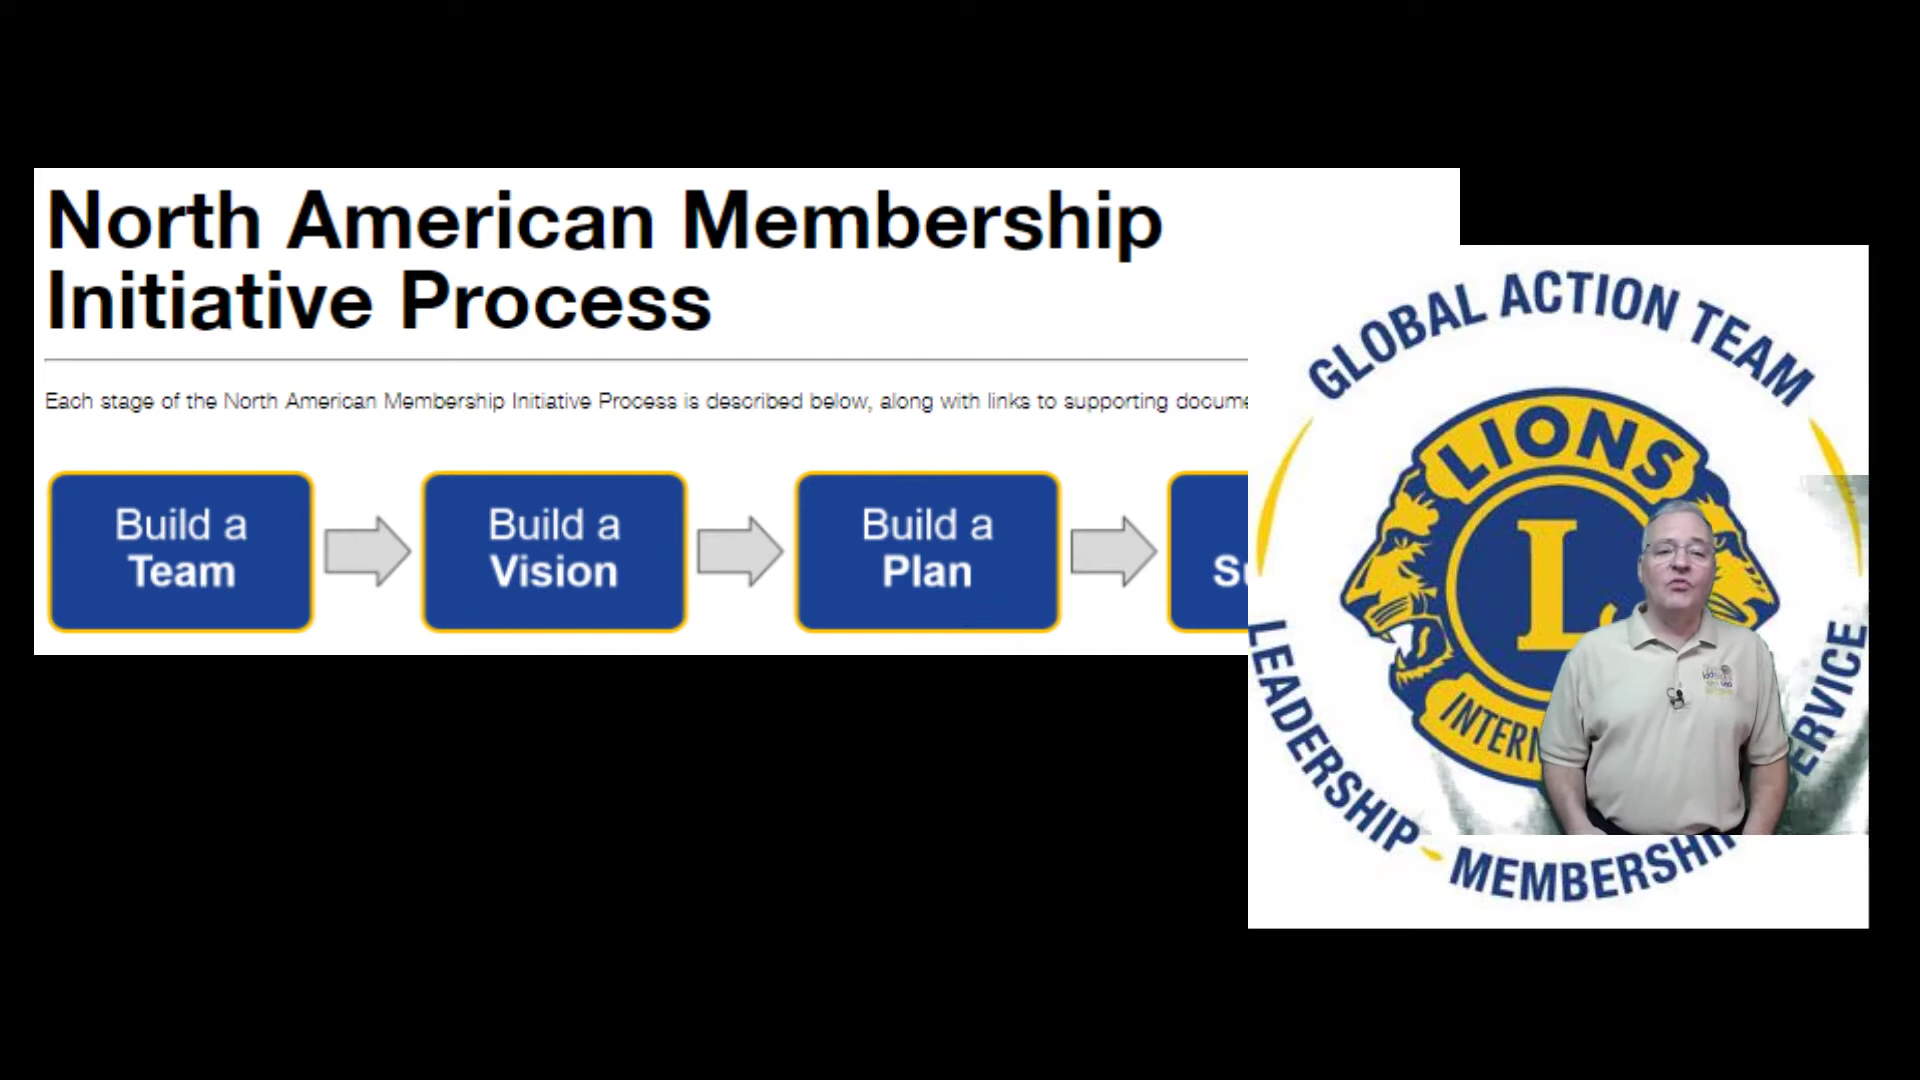 North American Membership
Initiative Process
Each stage of the North American Membership Initiative Process is described below, along with links to supporting docume
Build a
Team
Build a
Vision
Build a
Plan
GLOBAL ACTION TEAM
LIONS
L
INTERN
LEADERSHIP - MEMBERSHI
ERVICE